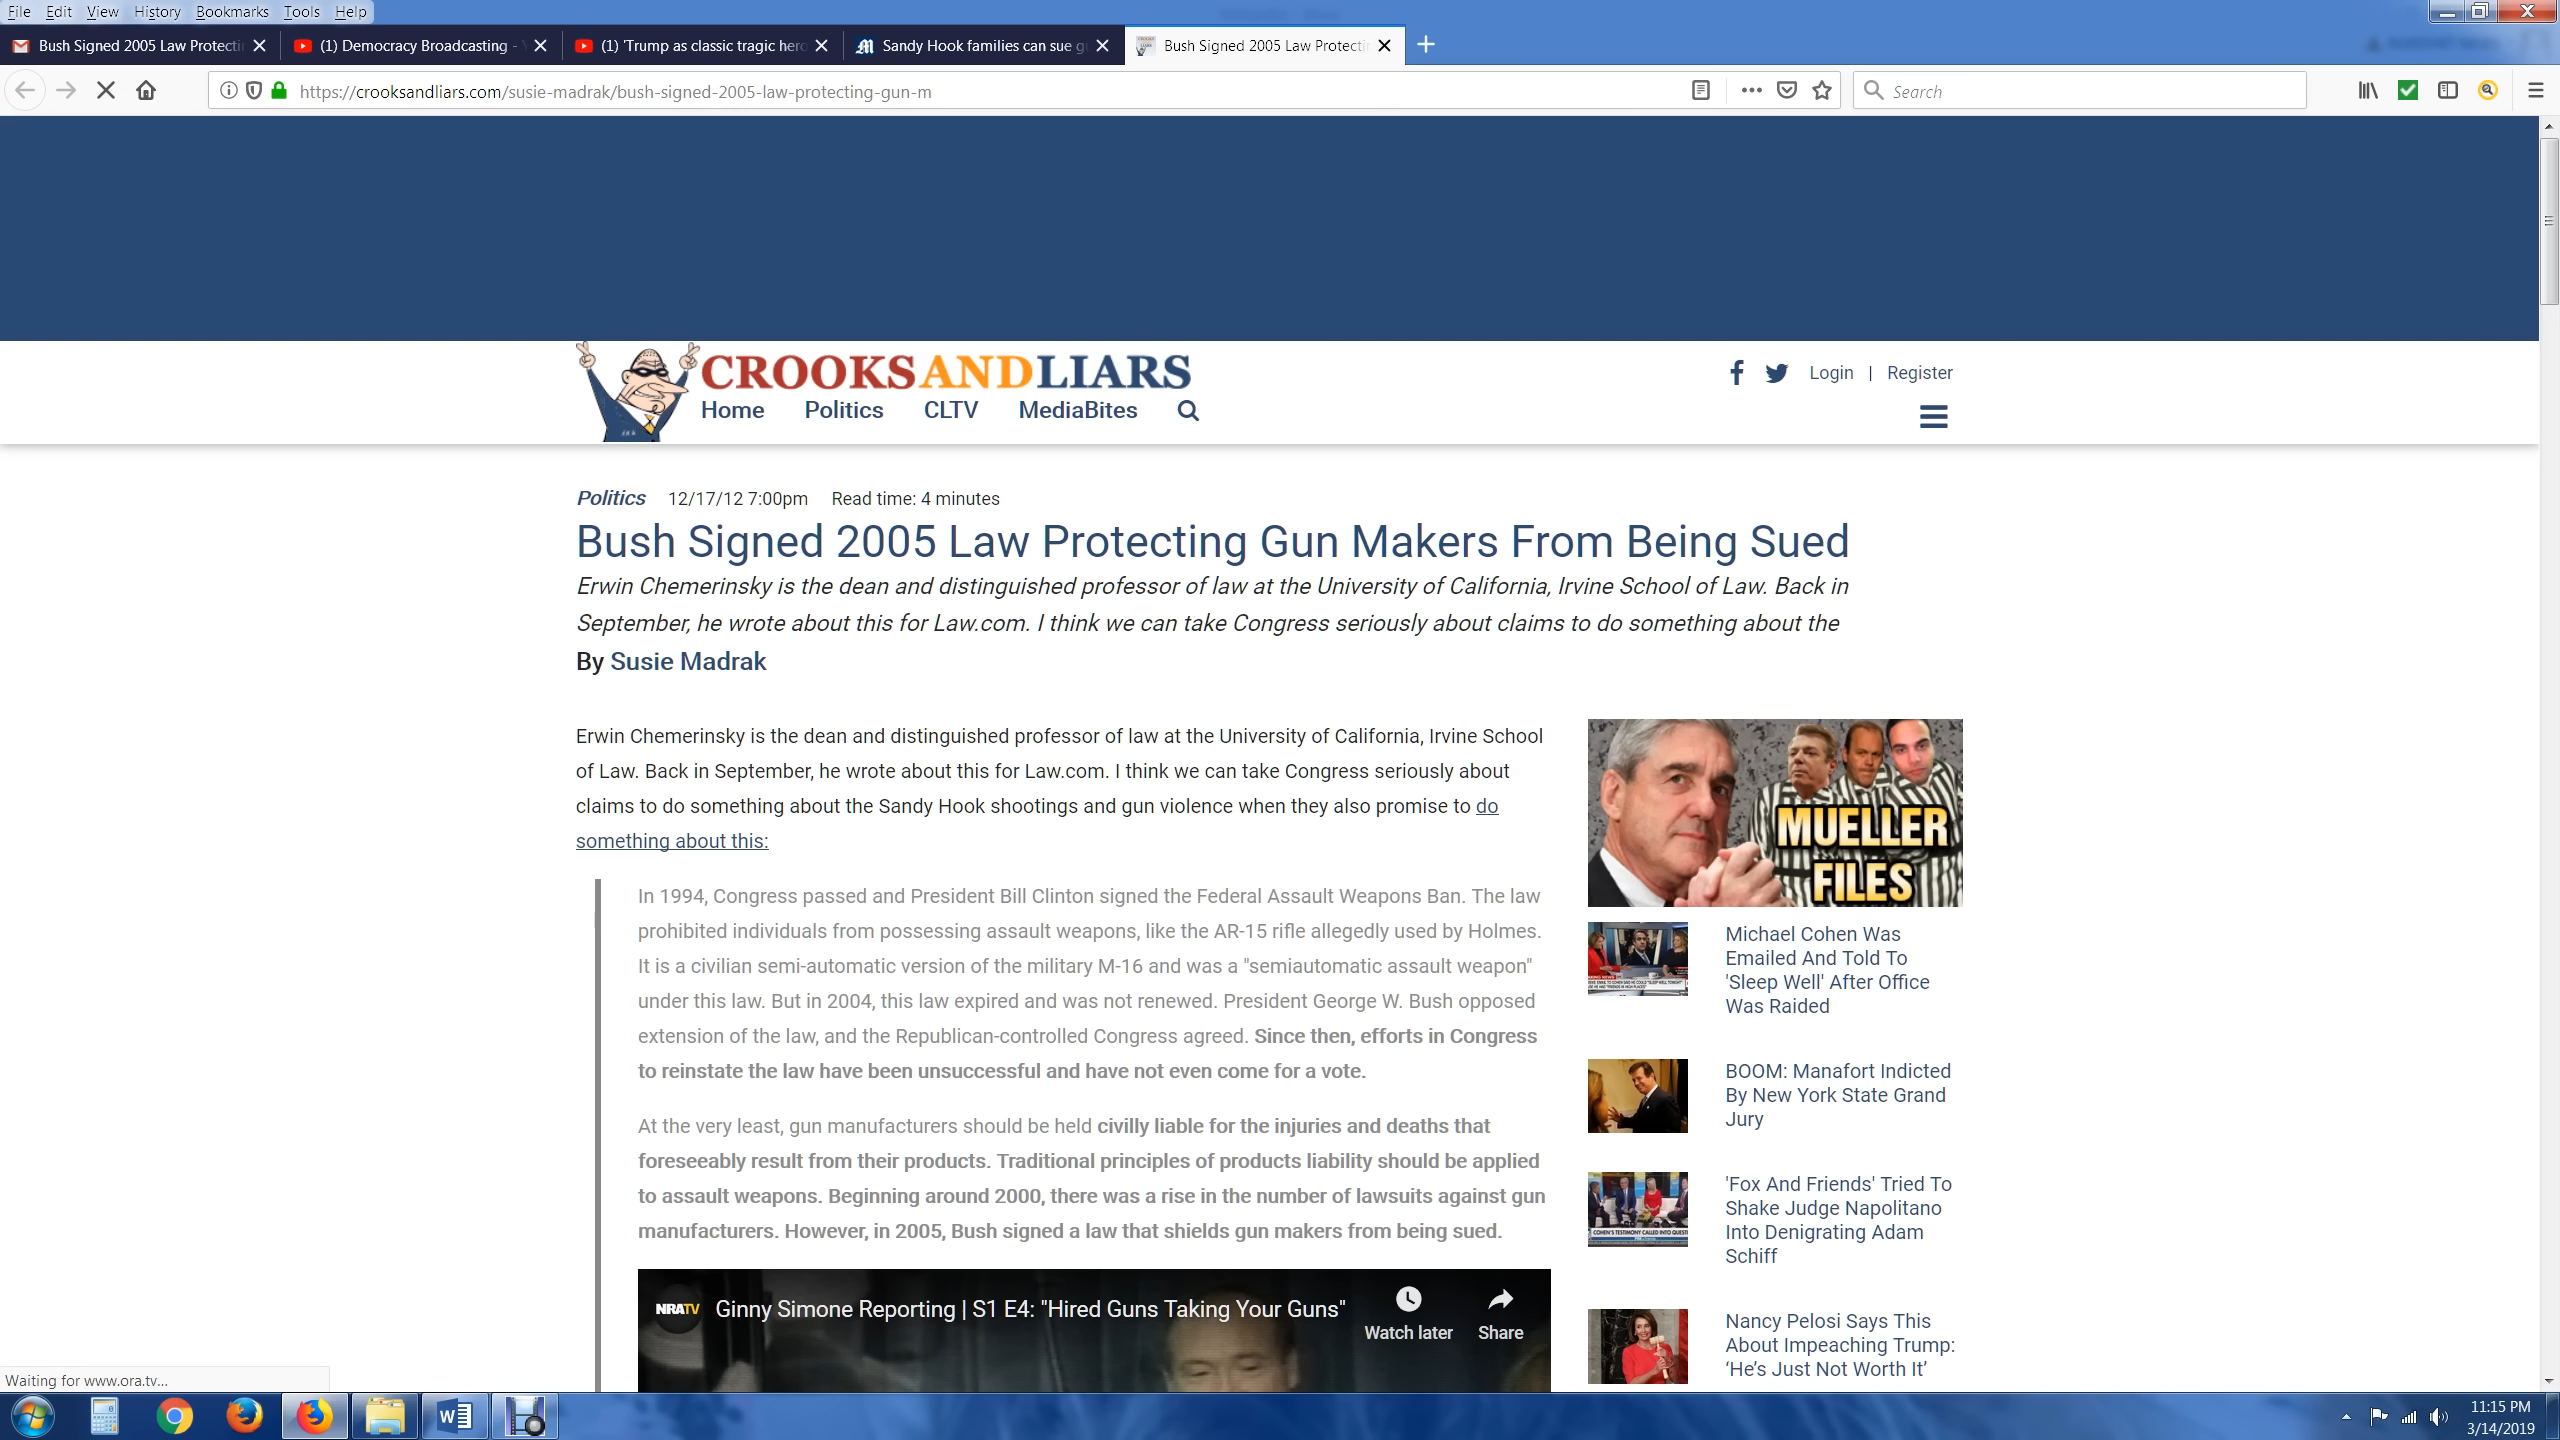 File Edit View History Bookmarks Tools Help
Bush Signed 2005 Law Protecti
(1) Democracy Broadcasting -
(1) 'Trump as classic tragic hero
Sandy Hook families can sue g
Bush Signed 2005 Law Protecti
https://crooksandliars.com/susie-madrak/bush-signed-2005-law-protecting-gun-m
Search
CROOKSANDLIARS
Home Politics CLTV MediaBites
Login | Register
Politics 12/17/12 7:00pm Read time: 4 minutes
Bush Signed 2005 Law Protecting Gun Makers From Being Sued
Erwin Chemerinsky is the dean and distinguished professor of law at the University of California, Irvine School of Law. Back in
September, he wrote about this for Law.com. I think we can take Congress seriously about claims to do something about the
By Susie Madrak
Erwin Chemerinsky is the dean and distinguished professor of law at the University of California, Irvine School
of Law. Back in September, he wrote about this for Law.com. I think we can take Congress seriously about
claims to do something about the Sandy Hook shootings and gun violence when they also promise to do
something about this:
In 1994, Congress passed and President Bill Clinton signed the Federal Assault Weapons Ban. The law
prohibited individuals from possessing assault weapons, like the AR-15 rifle allegedly used by Holmes.
It is a civilian semi-automatic version of the military M-16 and was a "semiautomatic assault weapon"
under this law. But in 2004, this law expired and was not renewed. President George W. Bush opposed
extension of the law, and the Republican-controlled Congress agreed. Since then, efforts in Congress
to reinstate the law have been unsuccessful and have not even come for a vote.
At the very least, gun manufacturers should be held civilly liable for the injuries and deaths that
foreseeably result from their products. Traditional principles of products liability should be applied
to assault weapons. Beginning around 2000, there was a rise in the number of lawsuits against gun
manufacturers. However, in 2005, Bush signed a law that shields gun makers from being sued.
NRATV
Ginny Simone Reporting | S1 E4: "Hired Guns Taking Your Guns"
Watch later
Share
MUELLER
FILES
Michael Cohen Was
Emailed And Told To
'Sleep Well' After Office
Was Raided
BOOM: Manafort Indicted
By New York State Grand
Jury
'Fox And Friends' Tried To
Shake Judge Napolitano
Into Denigrating Adam
Schiff
Nancy Pelosi Says This
About Impeaching Trump:
‘He’s Just Not Worth It’
Waiting for www.ora.tv...
11:15 PM
3/14/2019